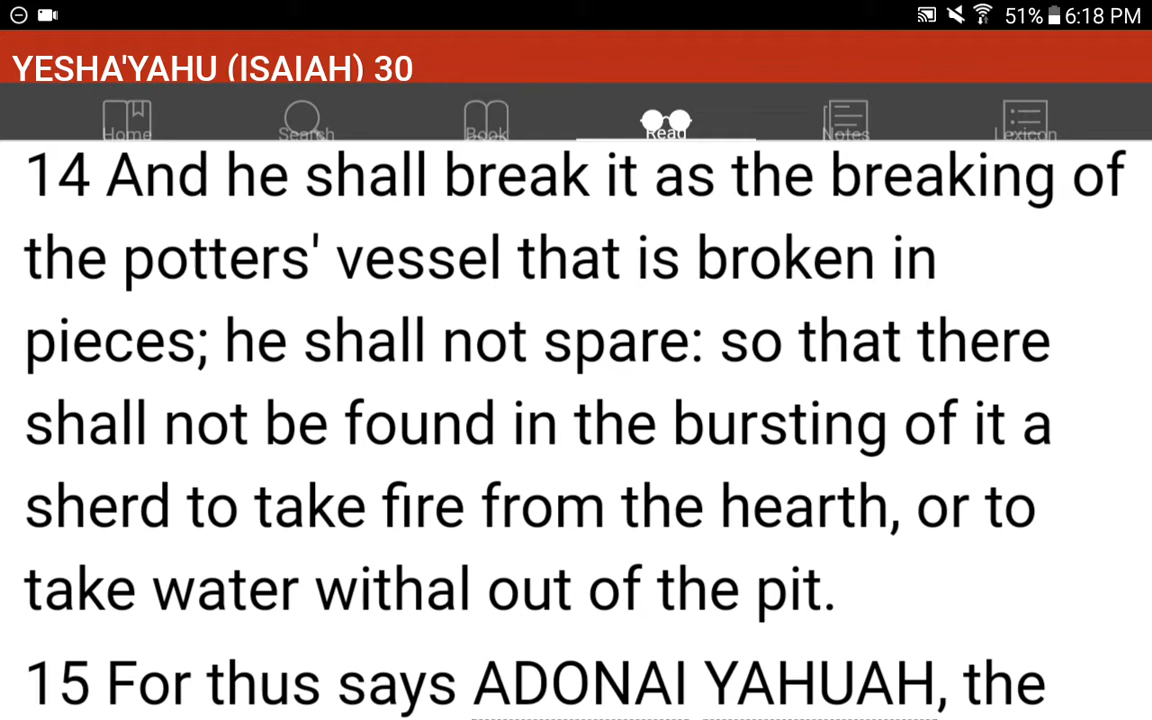 51% 6:18 PM
YESHA'YAHU (ISAIAH) 30
Home Search Book Read Notes Lexicon
14 And he shall break it as the breaking of
the potters' vessel that is broken in
pieces; he shall not spare: so that there
shall not be found in the bursting of it a
sherd to take fire from the hearth, or to
take water withal out of the pit.
15 For thus says ADONAI YAHUAH, the